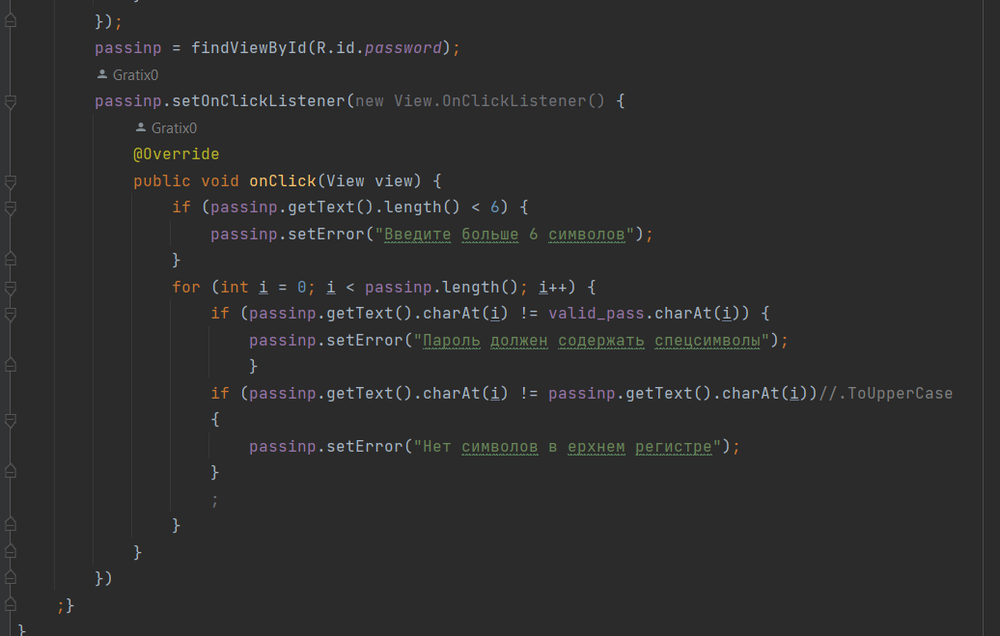 });
passinp = findViewById(R.id.password);
Gratix0
passinp.setOnClickListener(new View.OnClickListener() {
Gratix0
@Override
public void onClick(View view) {
if (passinp.getText().length() < 6) {
passinp.setError("Введите больше 6 символов");
}
for (int i = 0; i < passinp.length(); i++) {
if (passinp.getText().charAt(i) != valid_pass.charAt(i)) {
passinp.setError("Пароль должен содержать спецсимволы");
}
if (passinp.getText().charAt(i) != passinp.getText().charAt(i))//.ToUpperCase
{
passinp.setError("Нет символов в ерхнем регистре");
}
;
}
}
})
;}
}